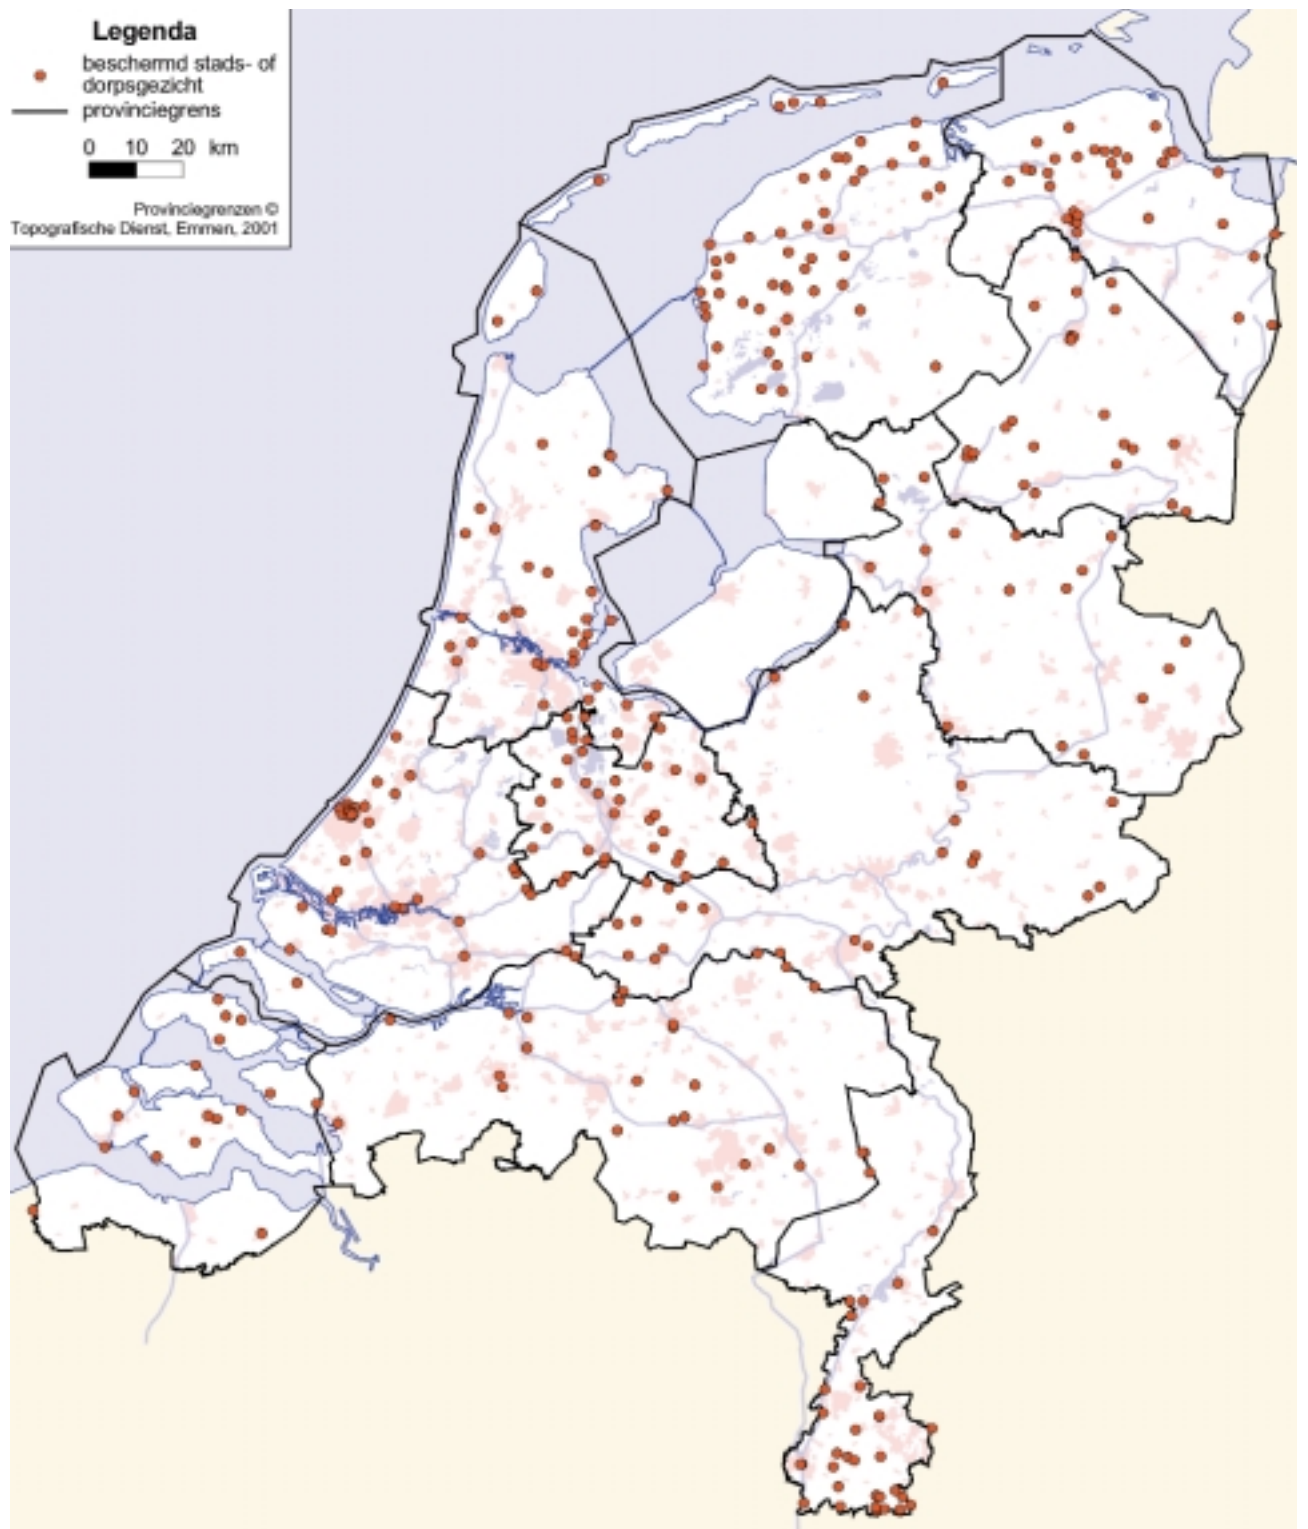 Legenda
beschermd stads- of
dorpsgezicht
provinciegrens
0 10 20 km
Provinciegrenzen ©
Topografische Dienst, Emmen, 2001